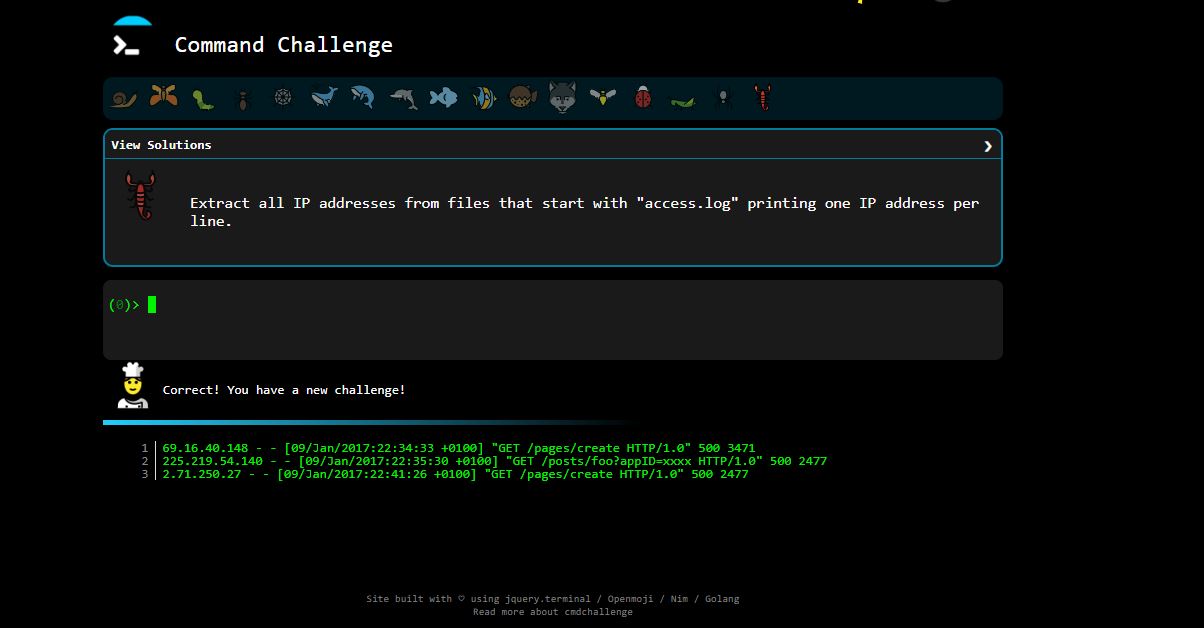 Command Challenge
View Solutions
Extract all IP addresses from files that start with "access.log" printing one IP address per
line.
(0)>
Correct! You have a new challenge!
1 69.16.40.148 - - [09/Jan/2017:22:34:33 +0100] "GET /pages/create HTTP/1.0" 500 3471
2 225.219.54.140 - - [09/Jan/2017:22:35:30 +0100] "GET /posts/foo?appID=xxxx HTTP/1.0" 500 2477
3 2.71.250.27 - - [09/Jan/2017:22:41:26 +0100] "GET /pages/create HTTP/1.0" 500 2477
Site built with ♡ using jquery.terminal / Openmoji / Nim / Golang
Read more about cmdchallenge